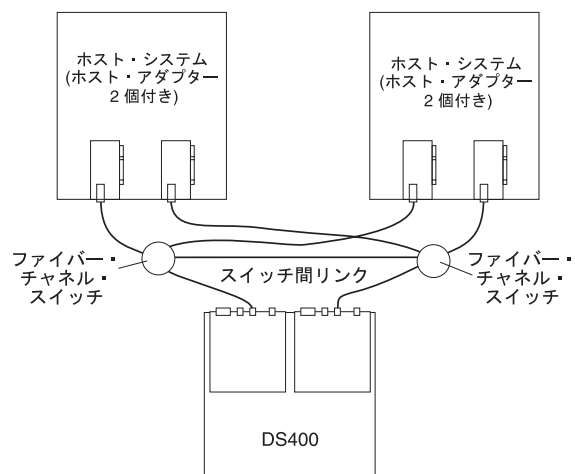 ホスト・システム
(ホスト・アダプター
2 個付き)
ホスト・システム
(ホスト・アダプター
2 個付き)
ファイバー・
チャネル・
スイッチ
スイッチ間リンク
ファイバー・
チャネル・
スイッチ
DS400